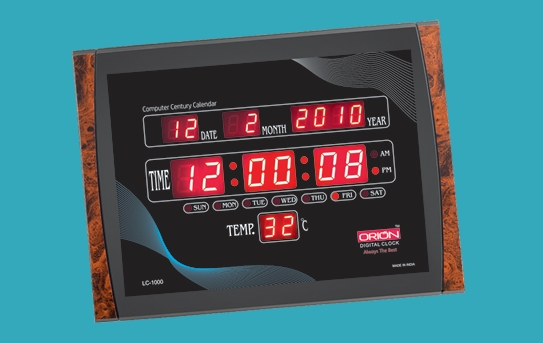 Computer Century Calendar
12 DATE 2 MONTH 2010 YEAR
TIME 12:00:08 AM PM
SUN MON TUE WED THU FRI SAT
TEMP. 32 °C
ORION™
DIGITAL CLOCK
Always The Best
LC-1000
MADE IN INDIA